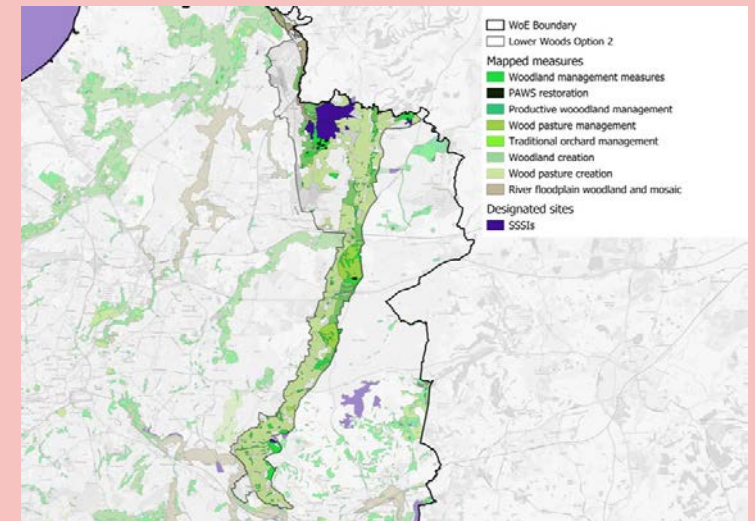 WoE Boundary
Lower Woods Option 2
Mapped measures
Woodland management measures
PAWS restoration
Productive wooodland management
Wood pasture management
Traditional orchard management
Woodland creation
Wood pasture creation
River floodplain woodland and mosaic
Designated sites
SSSIs